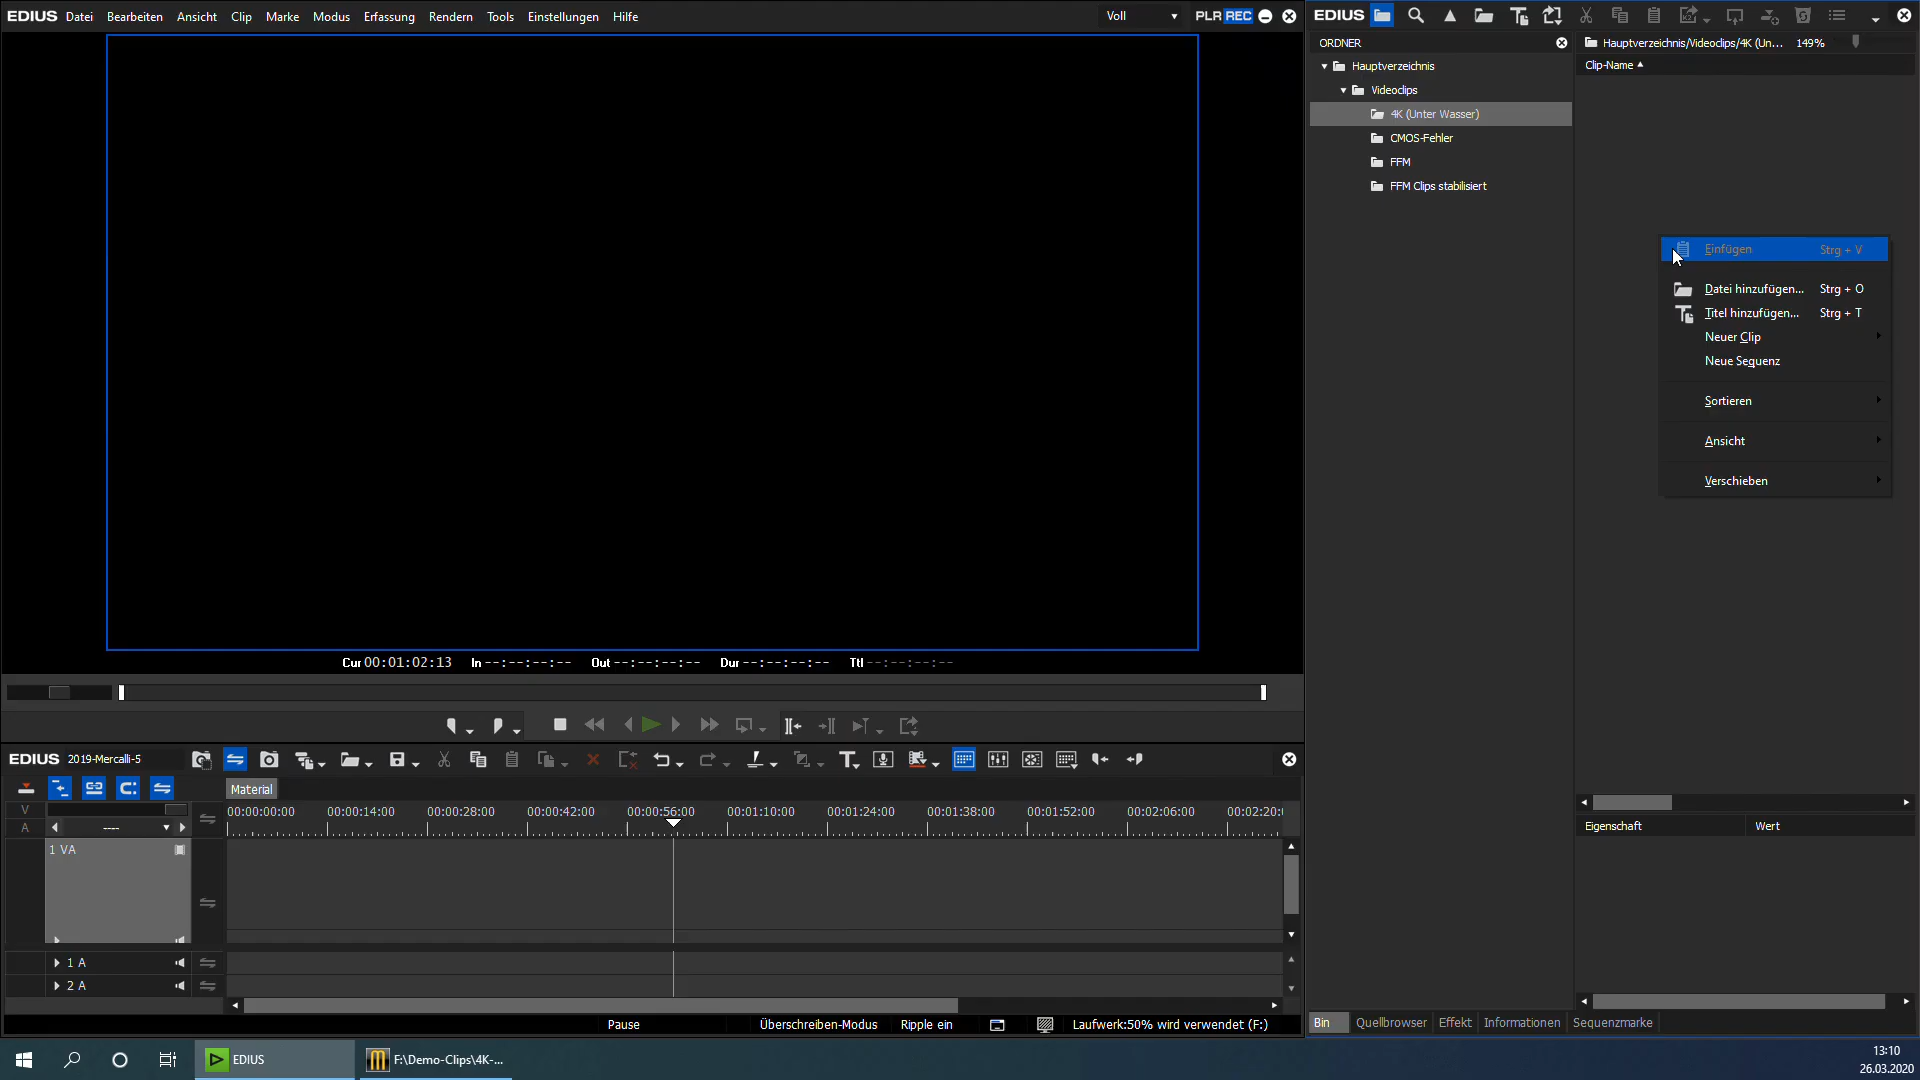 EDIUS Datei Bearbeiten Ansicht Clip Marke Modus Erfassung Rendern Tools Einstellungen Hilfe Voll PLR REC
EDIUS
ORDNER
Hauptverzeichnis
Videoclips
4K (Unter Wasser)
CMOS-Fehler
FFM
FFM Clips stabilisiert
Hauptverzeichnis/Videoclips/4K (Un... 149%
Clip-Name
Einfügen Strg + V
Datei hinzufügen... Strg + O
Titel hinzufügen... Strg + T
Neuer Clip
Neue Sequenz
Sortieren
Ansicht
Verschieben
Cur 00:01:02:13 In --:--:--:-- Out --:--:--:-- Dur --:--:--:-- Ttl --:--:--:--
EDIUS 2019-Mercalli-5
Material
V
A ----
00:00:00:00 00:00:14:00 00:00:28:00 00:00:42:00 00:00:56:00 00:01:10:00 00:01:24:00 00:01:38:00 00:01:52:00 00:02:06:00 00:02:20:
1 VA
1 A
2 A
Eigenschaft Wert
Pause Überschreiben-Modus Ripple ein Laufwerk:50% wird verwendet (F:)
Bin Quellbrowser Effekt Informationen Sequenzmarke
EDIUS
F:\Demo-Clips\4K-...
13:10
26.03.2020